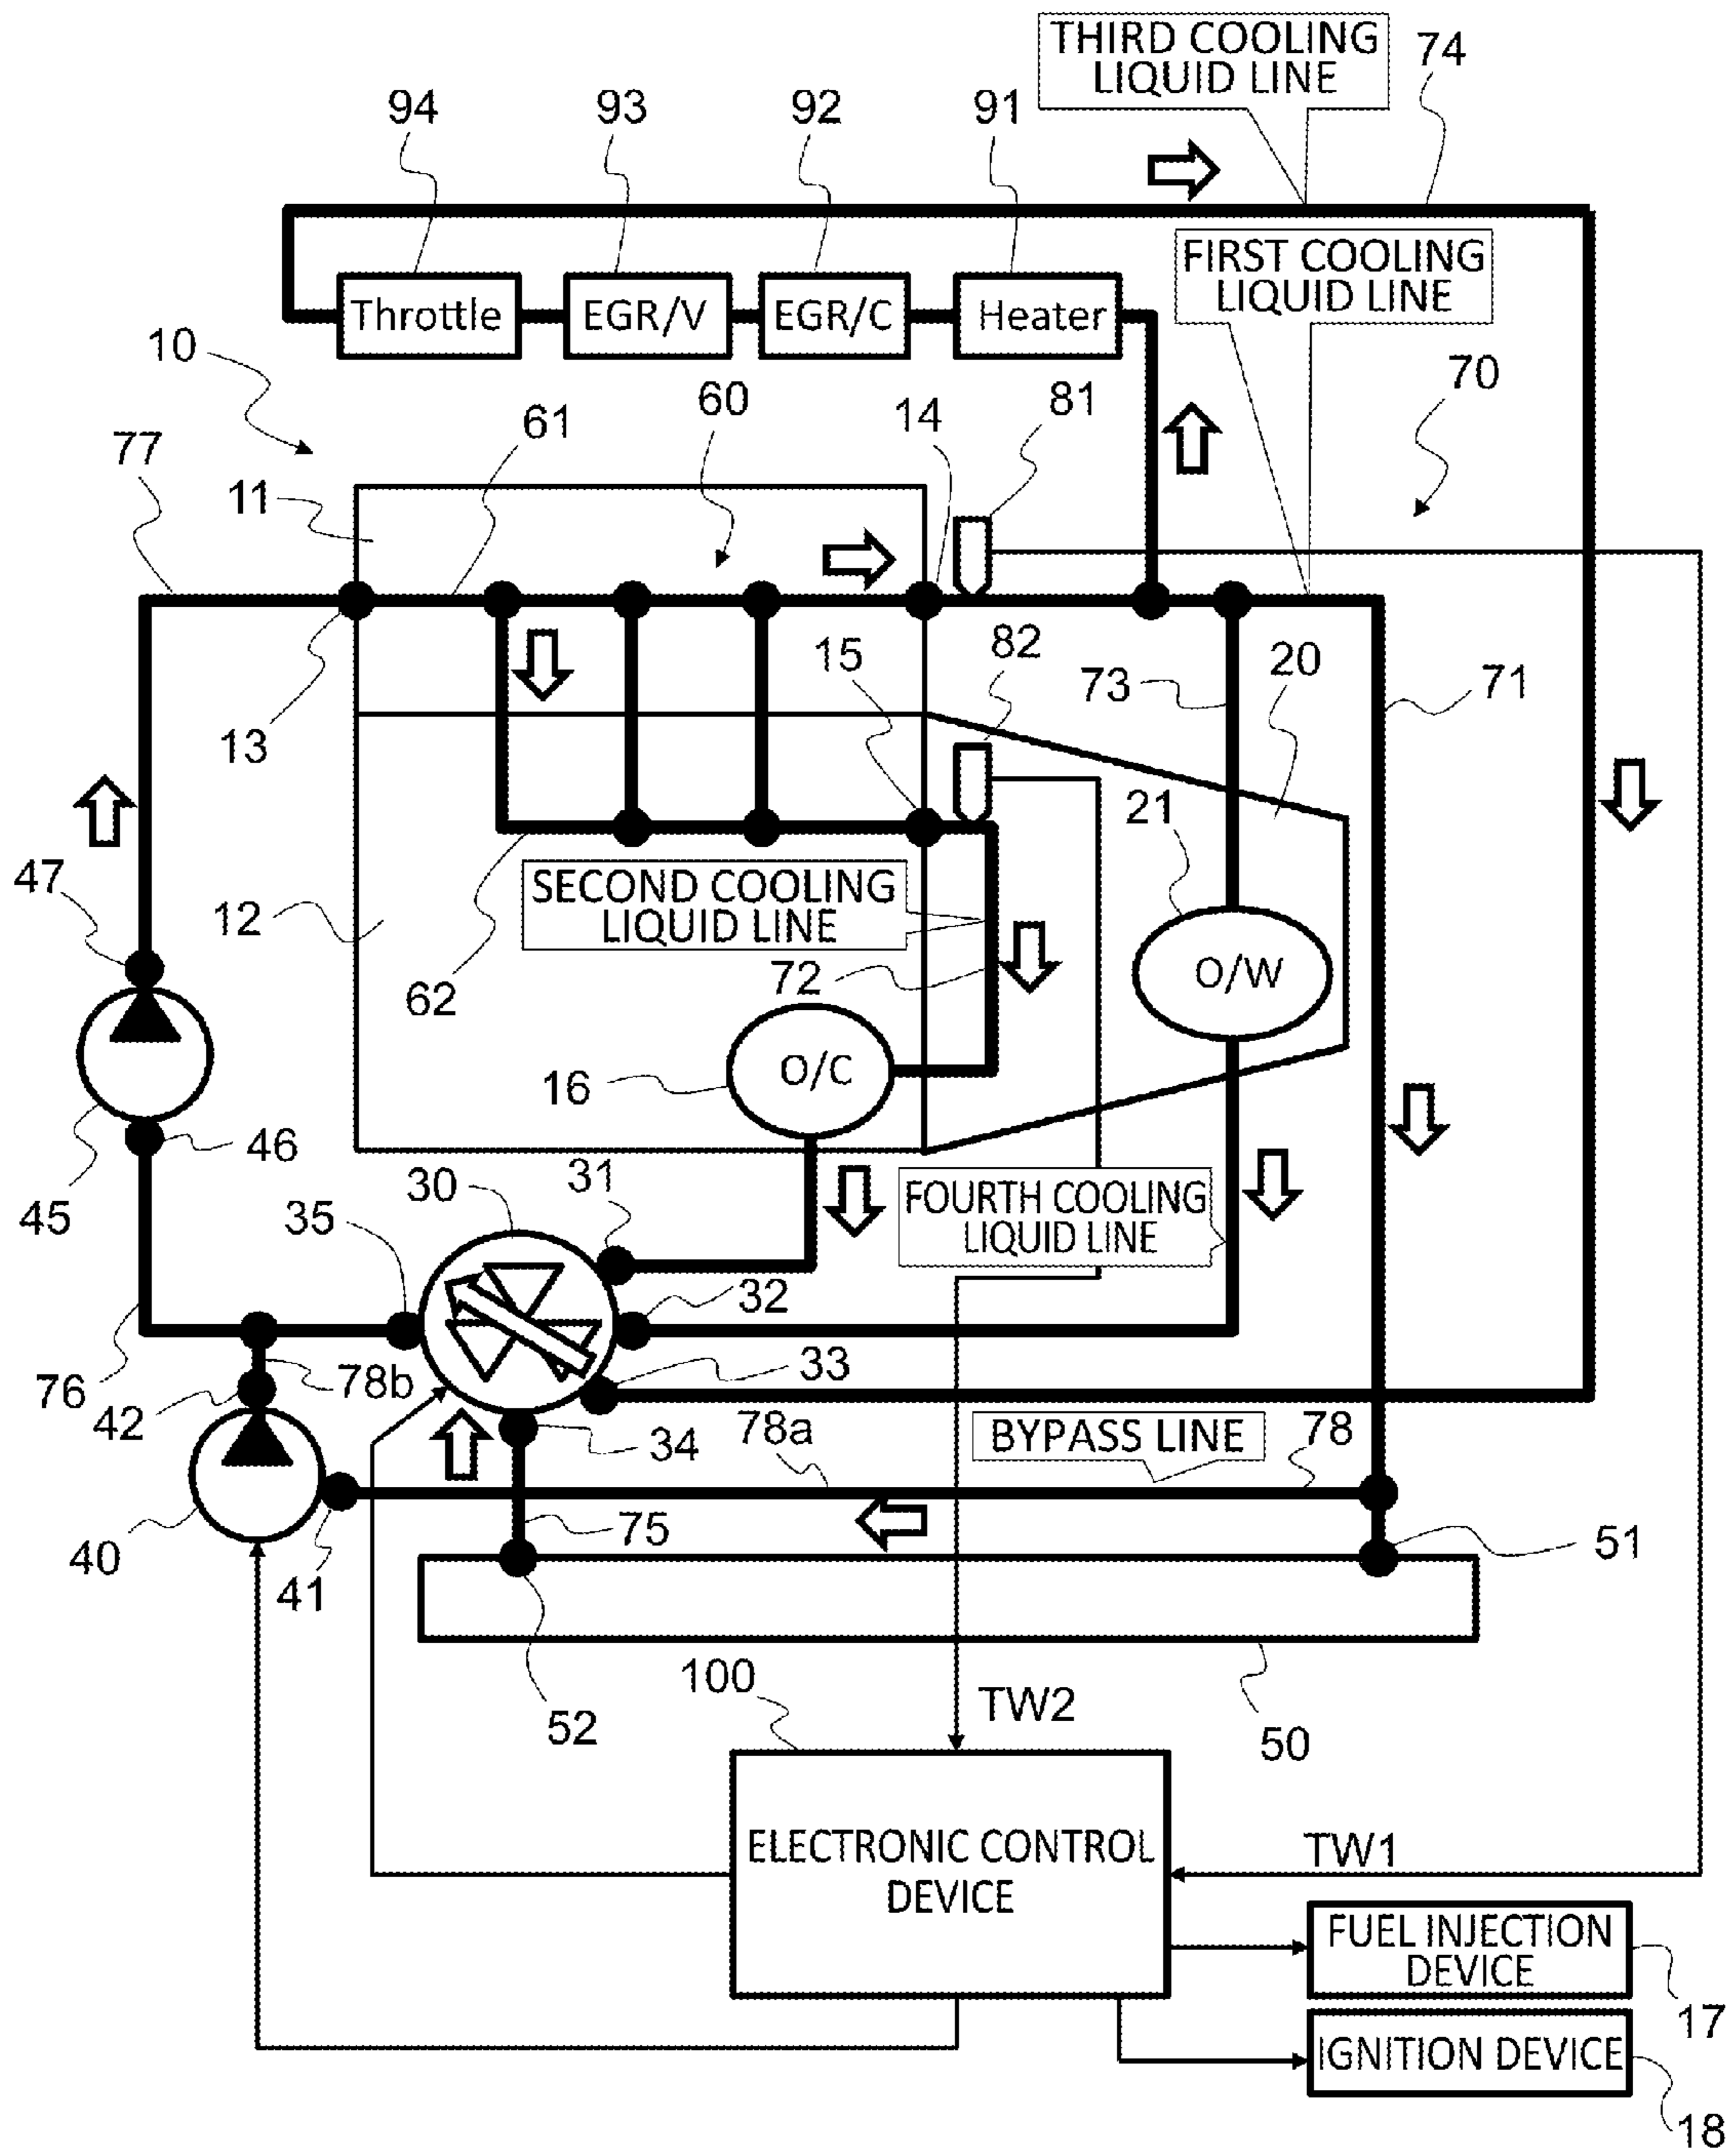 THIRD COOLING
LIQUID LINE
74
94
93
92
91
FIRST COOLING
LIQUID LINE
Throttle
EGR/V
EGR/C
Heater
10
70
60
14
81
61
77
11
15
82
20
73
71
13
21
47
12
SECOND COOLING
LIQUID LINE
O/W
72
62
O/C
16
46
31
30
FOURTH COOLING
LIQUID LINE
45
35
32
33
76
78b
42
34
78a
BYPASS LINE
78
75
51
40
41
100
52
TW2
50
ELECTRONIC CONTROL
DEVICE
TW1
FUEL INJECTION
DEVICE
17
IGNITION DEVICE
18